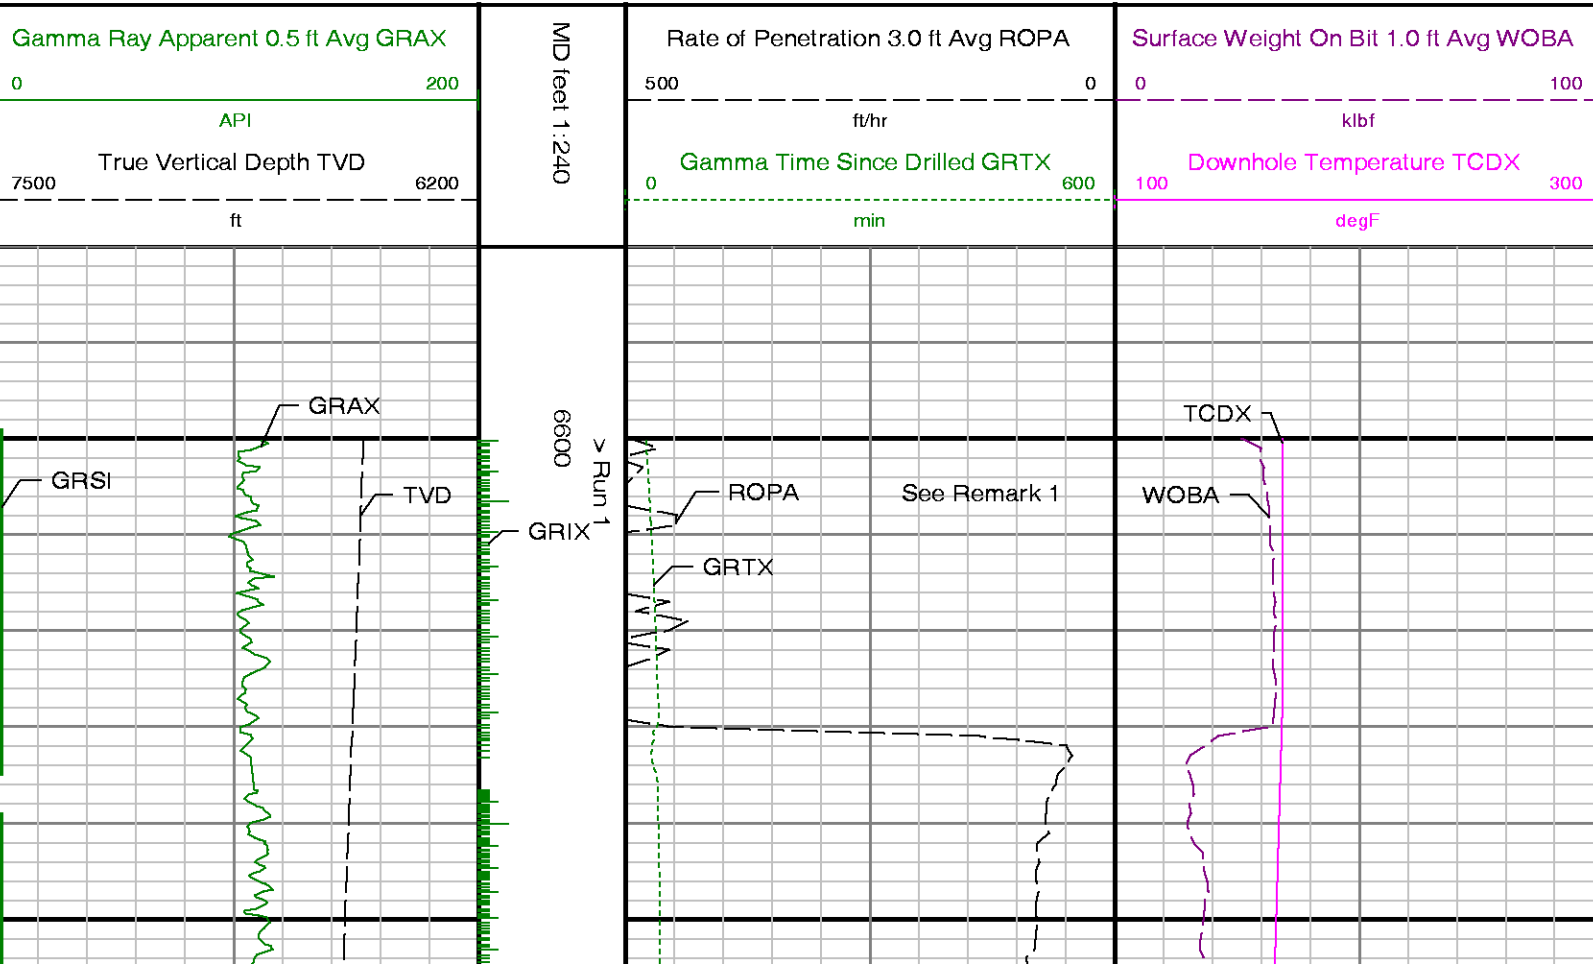 Gamma Ray Apparent 0.5 ft Avg GRAX
0 200
API
True Vertical Depth TVD
7500 6200
ft
MD feet 1:240
Rate of Penetration 3.0 ft Avg ROPA
500 0
ft/hr
Gamma Time Since Drilled GRTX
0 600
min
Surface Weight On Bit 1.0 ft Avg WOBA
0 100
klbf
Downhole Temperature TCDX
100 300
degF
GRAX
GRSI
TVD
6600
> Run 1
GRIX
ROPA
See Remark 1
GRTX
TCDX
WOBA